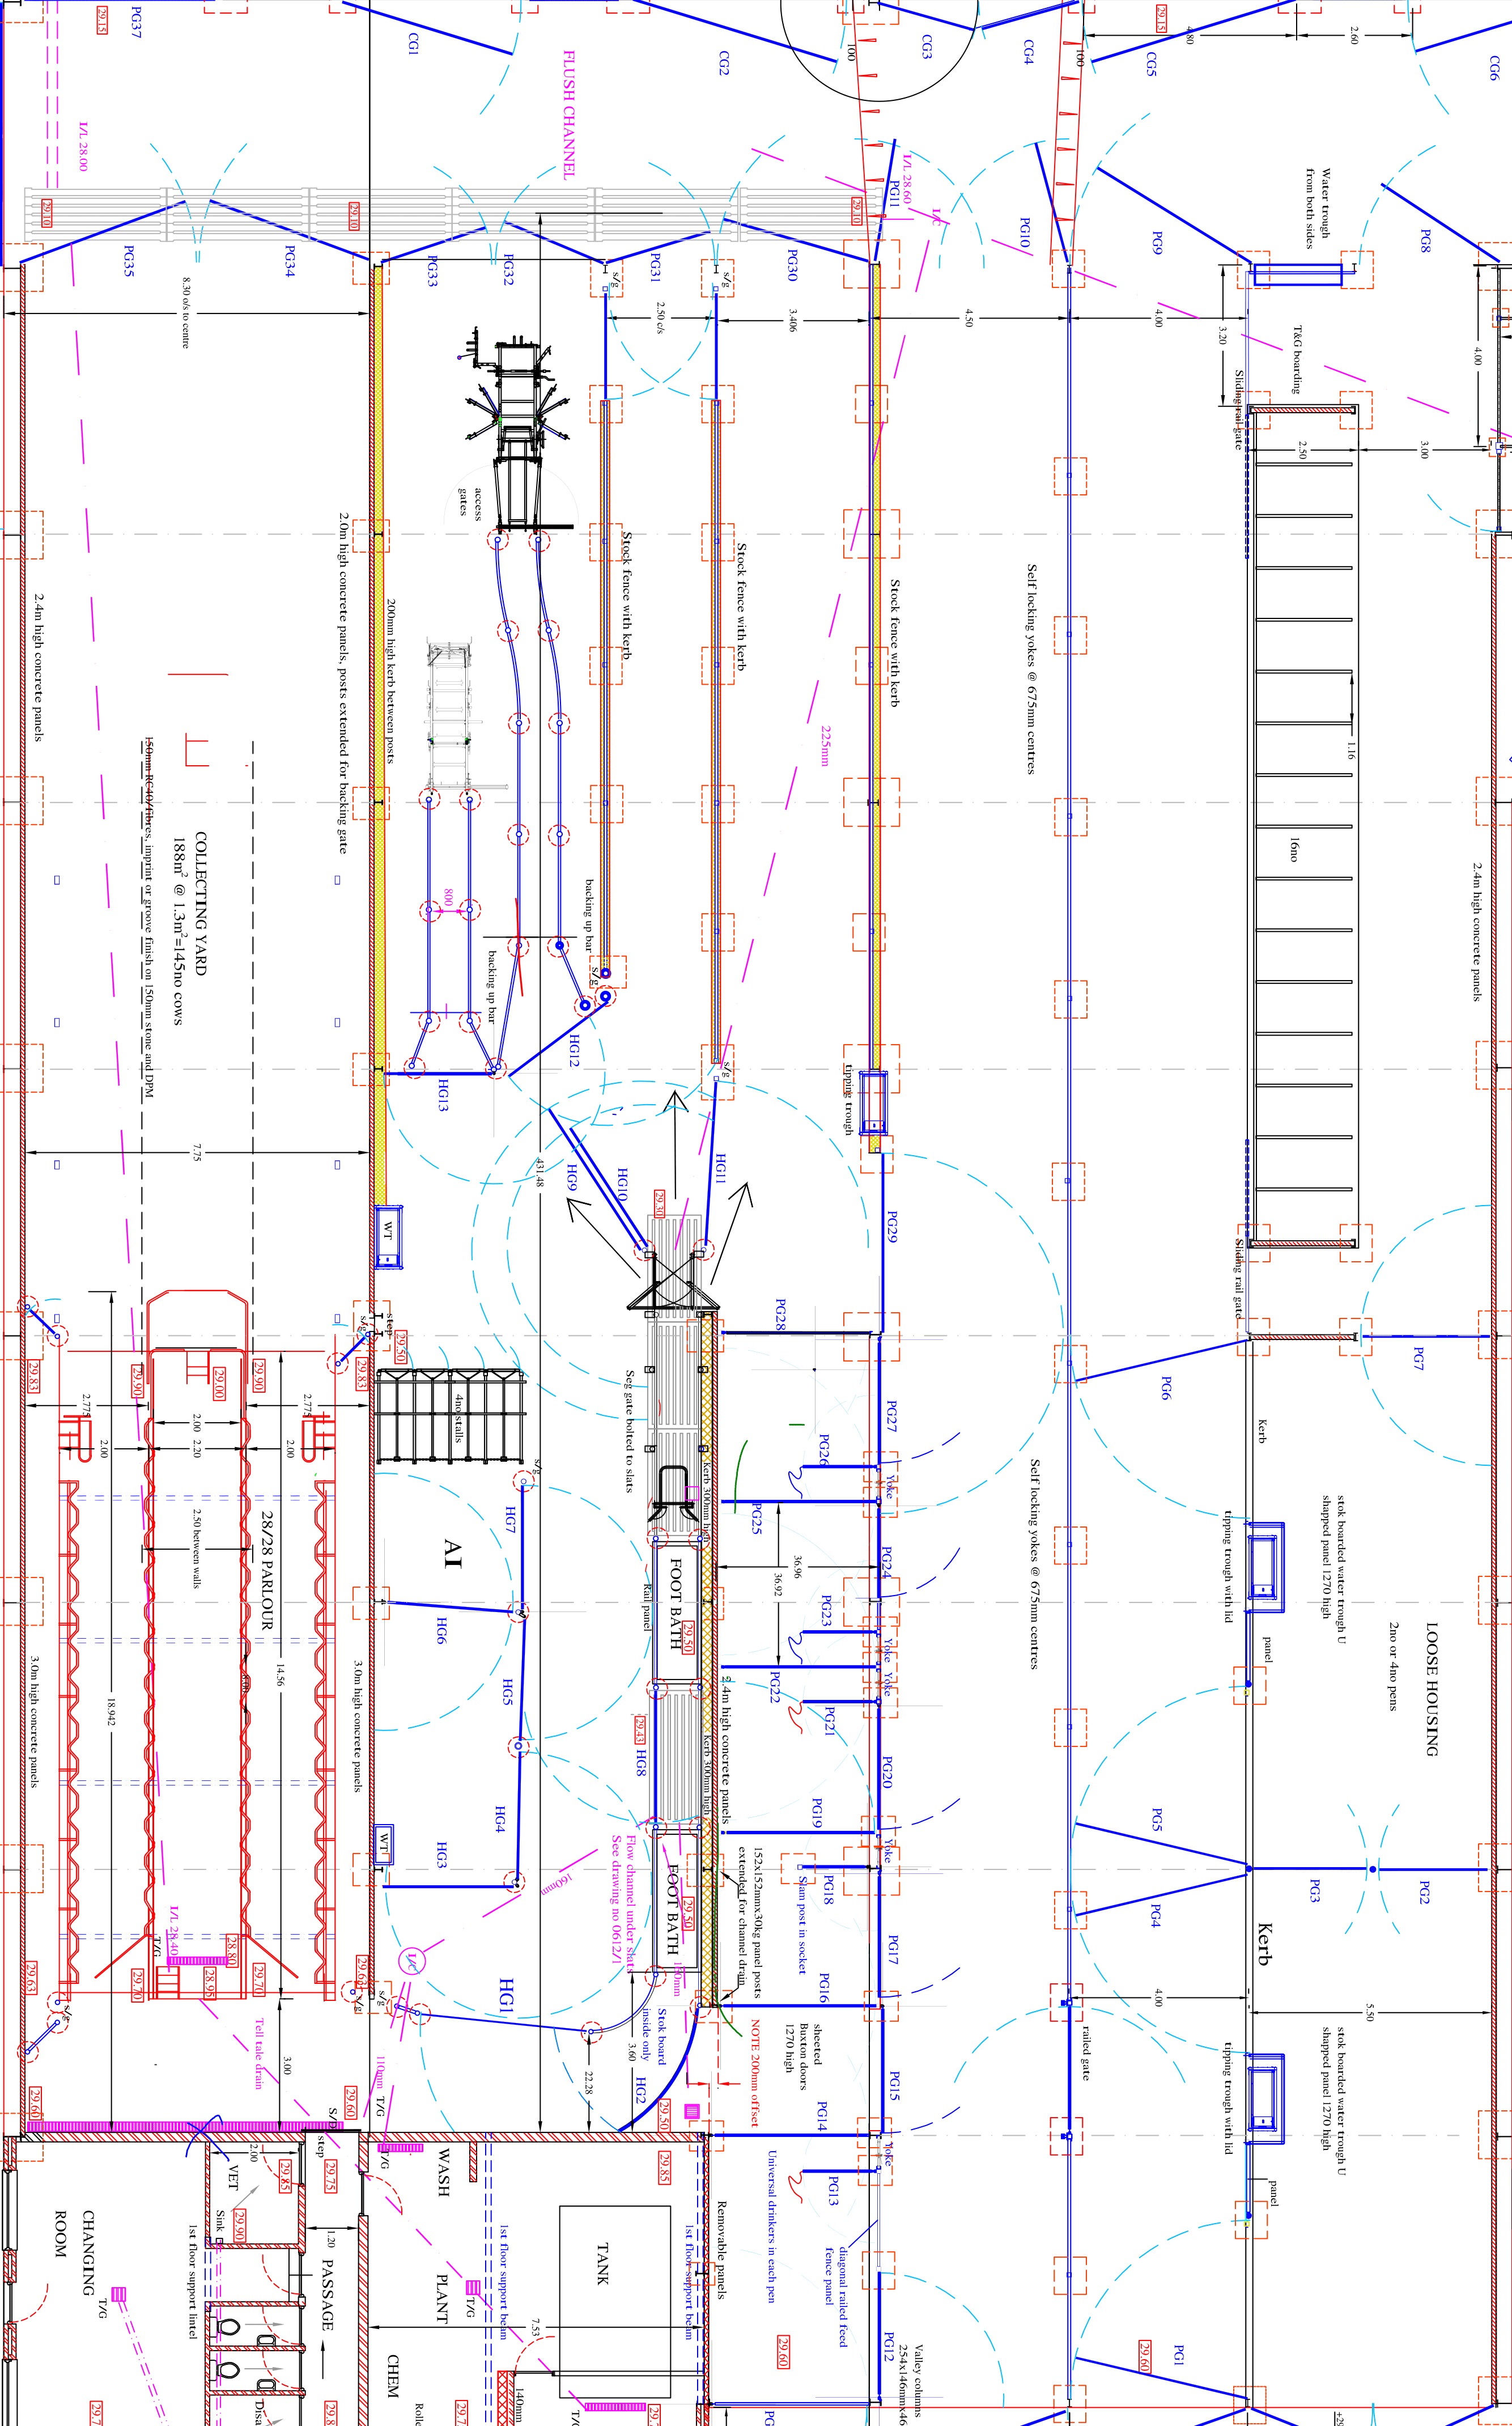 PG37
29.15
CG1
FLUSH CHANNEL
CG2
100
CG3
CG4
100
29.15
4.80
CG5
2.60
CG6
I/L 28.00
29.10
PG35
PG34
29.10
PG33
PG32
PG31
s/g
s/g
PG30
29.10
PG11
I/L 28.60
I/C
PG10
PG9
Water trough
from both sides
PG8
8.30 o/s to centre
2.50 c/s
3.406
4.50
4.00
3.20
T&G boarding
4.00
Sliding rail gate
2.50
3.00
access
gates
2.4m high concrete panels
2.0m high concrete panels, posts extended for backing gate
200mm high kerb between posts
Stock fence with kerb
Stock fence with kerb
Stock fence with kerb
Self locking yokes @ 675mm centres
225mm
1.16
16no
2.4m high concrete panels
COLLECTING YARD
188m² @ 1.3m²=145no cows
150mm RC40/fibres, imprint or groove finish on 150mm stone and DPM
800
backing up bar
backing up bar
s/g
HG12
HG13
s/g
tipping trough
7.75
431.48
HG9
HG10
HG11
29.30
PG29
WT
step
s/g
29.50
29.83
29.83
29.90
29.00
29.90
2.775
2.775
2.00
2.00
2.20
2.00
4no stalls
s/g
Seg gate bolted to slats
PG28
PG27
PG26
Yoke
PG25
Kerb 300mm high
Sliding rail gate
PG6
PG7
Kerb
28/28 PARLOUR
2.50 between walls
14.56
18.942
3.0m high concrete panels
3.0m high concrete panels
AI
HG7
HG6
HG5
HG4
HG3
WT
FOOT BATH
29.50
Rail panel
29.43
HG8
Kerb 300mm high
2.4m high concrete panels
36.96
36.92
PG24
PG23
Yoke
Yoke
PG22
PG21
PG20
PG19
Yoke
PG18
Slam post in socket
PG17
PG16
Self locking yokes @ 675mm centres
tipping trough with lid
stok boarded water trough U
shapped panel 1270 high
panel
LOOSE HOUSING
2no or 4no pens
PG5
PG4
PG3
PG2
Kerb
Flow channel under slats
See drawing no 0612/1
160mm
FOOT BATH
29.50
150mm
152x152mmx30kg panel posts
extended for channel drain
I/L 28.40
T/G
28.80
28.95
29.70
29.70
29.63
s/g
29.63
s/g
I/C
HG1
Tell tale drain
3.00
110mm
T/G
22.28
3.60
Stok board
inside only
HG2
NOTE 200mm offset
sheeted
Buxton doors
1270 high
PG15
PG14
Yoke
PG13
4.00
5.50
railed gate
tipping trough with lid
stok boarded water trough U
shapped panel 1270 high
panel
29.60
29.60
step
29.50
2.00
VET
29.85
29.75
T/G
WASH
29.85
Removable panels
Universal drinkers in each pen
diagonal railed feed
fence panel
Sink
29.90
1.20
CHANGING
ROOM
T/G
1st floor support lintel
PASSAGE
PLANT
T/G
1st floor support beam
TANK
1st floor support beam
7.53
CHEM
140mm
29.60
PG12
Valley columns
254x146mmx46
29.60
PG1
Disa
29.7
29.8
Rolle
29.7
T/G
29.
PG